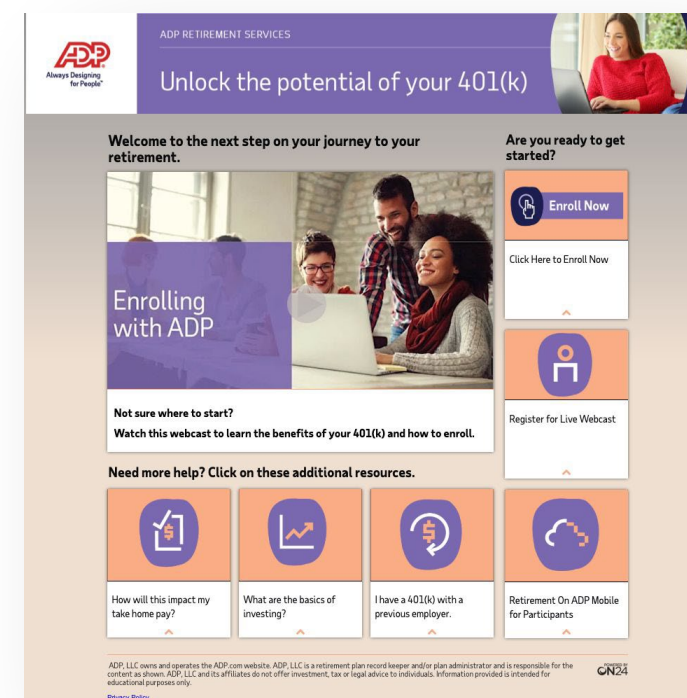 ADP
Always Designing
for People™
ADP RETIREMENT SERVICES
Unlock the potential of your 401(k)
Welcome to the next step on your journey to your
retirement.
Enrolling
with ADP
Not sure where to start?
Watch this webcast to learn the benefits of your 401(k) and how to enroll.
Are you ready to get
started?
Enroll Now
Click Here to Enroll Now
Register for Live Webcast
Need more help? Click on these additional resources.
$
How will this impact my
take home pay?
What are the basics of
investing?
$
I have a 401(k) with a
previous employer.
Retirement On ADP Mobile
for Participants
ADP, LLC owns and operates the ADP.com website. ADP, LLC is a retirement plan record keeper and/or plan administrator and is responsible for the
content as shown. ADP, LLC and its affiliates do not offer investment, tax or legal advice to individuals. Information provided is intended for
educational purposes only.
POWERED BY
ON24
Privacy Policy